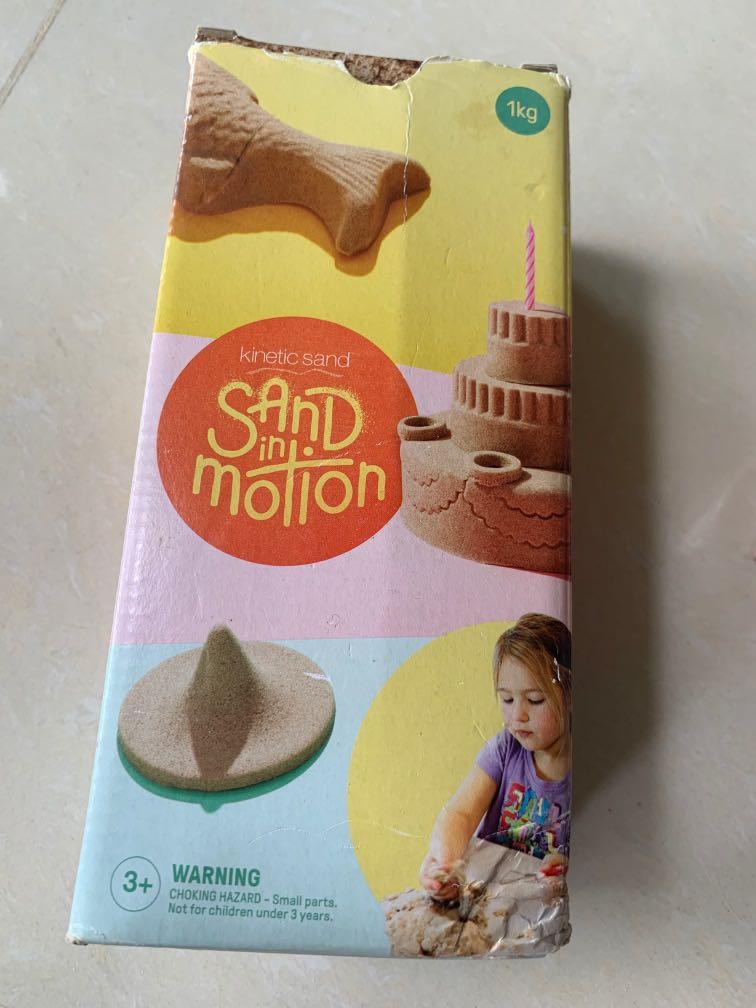 1kg
kinetic sand
SAnD
in
motion
3+
WARNING
CHOKING HAZARD - Small parts.
Not for children under 3 years.